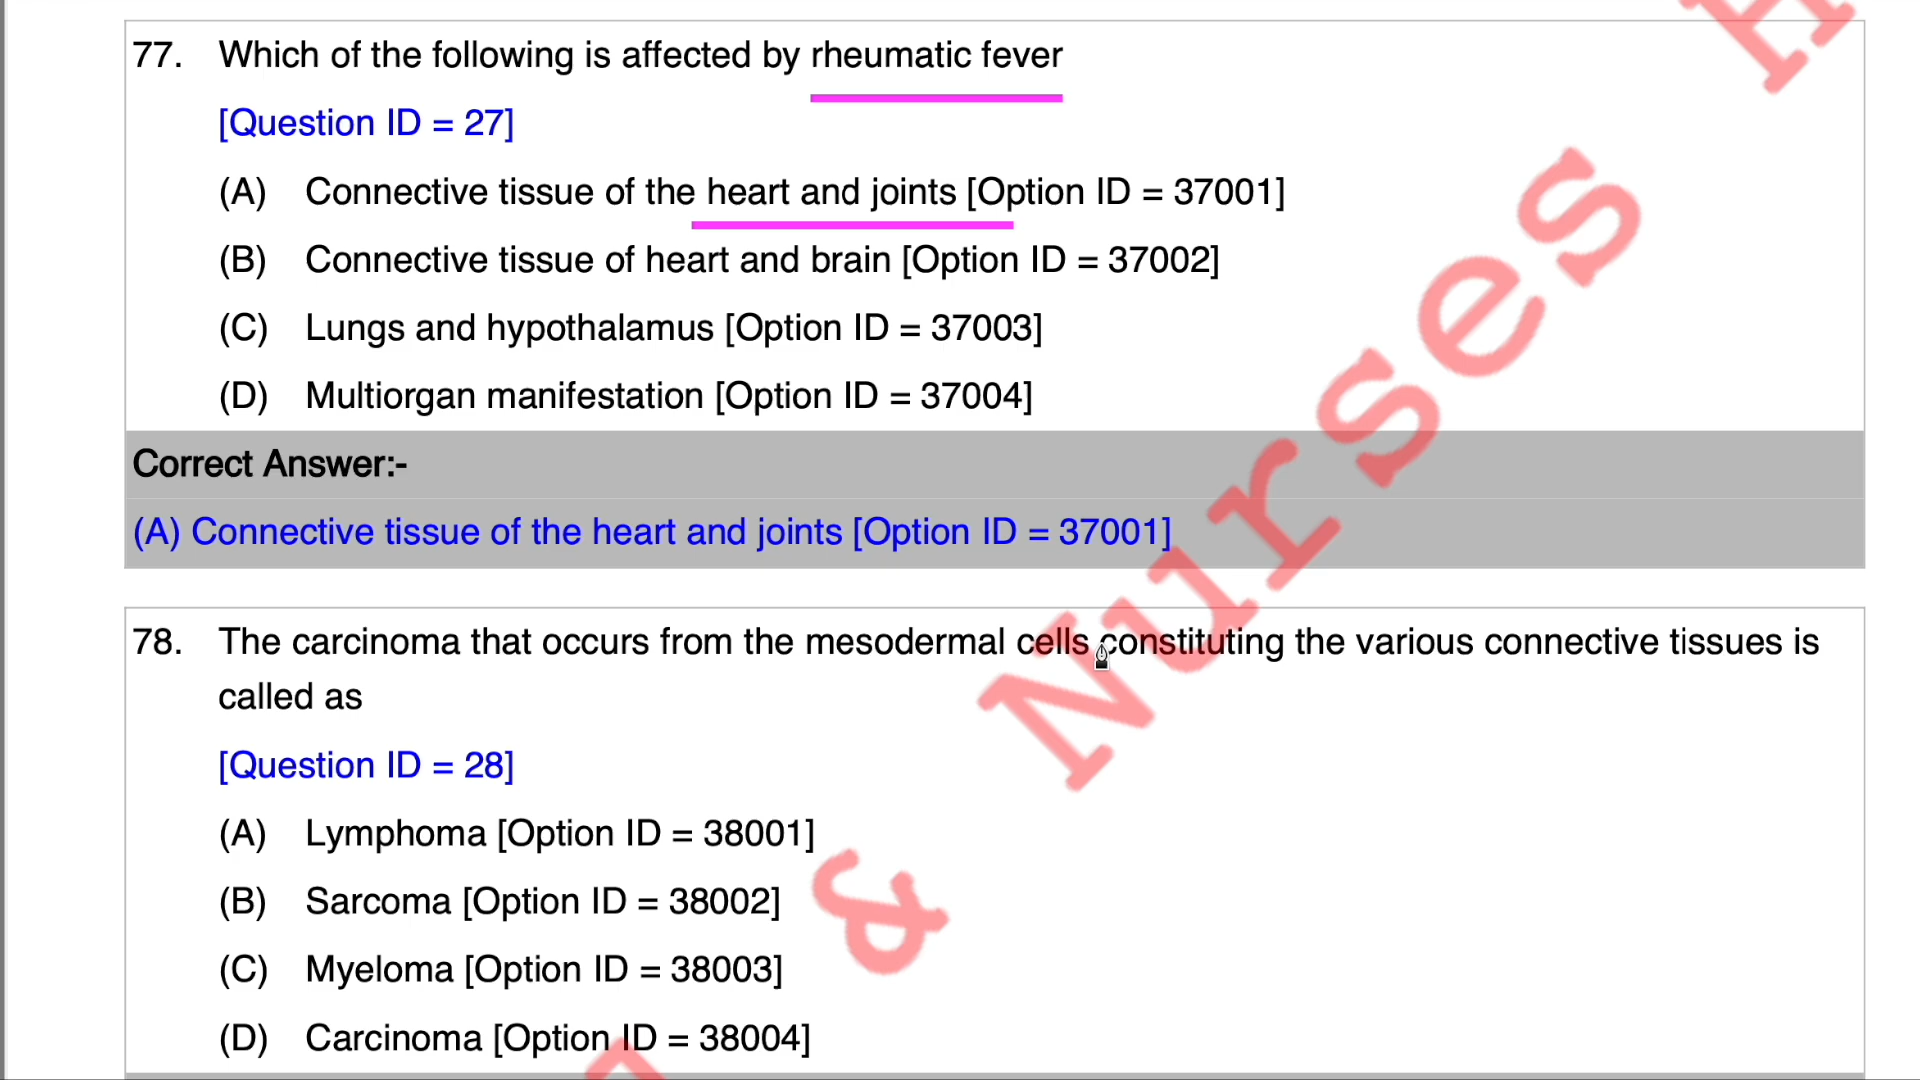 77. Which of the following is affected by rheumatic fever
[Question ID = 27]
(A) Connective tissue of the heart and joints [Option ID = 37001]
(B) Connective tissue of heart and brain [Option ID = 37002]
(C) Lungs and hypothalamus [Option ID = 37003]
(D) Multiorgan manifestation [Option ID = 37004]
Correct Answer:-
(A) Connective tissue of the heart and joints [Option ID = 37001]
78. The carcinoma that occurs from the mesodermal cells constituting the various connective tissues is
called as
[Question ID = 28]
(A) Lymphoma [Option ID = 38001]
(B) Sarcoma [Option ID = 38002]
(C) Myeloma [Option ID = 38003]
(D) Carcinoma [Option ID = 38004]
& Nurses